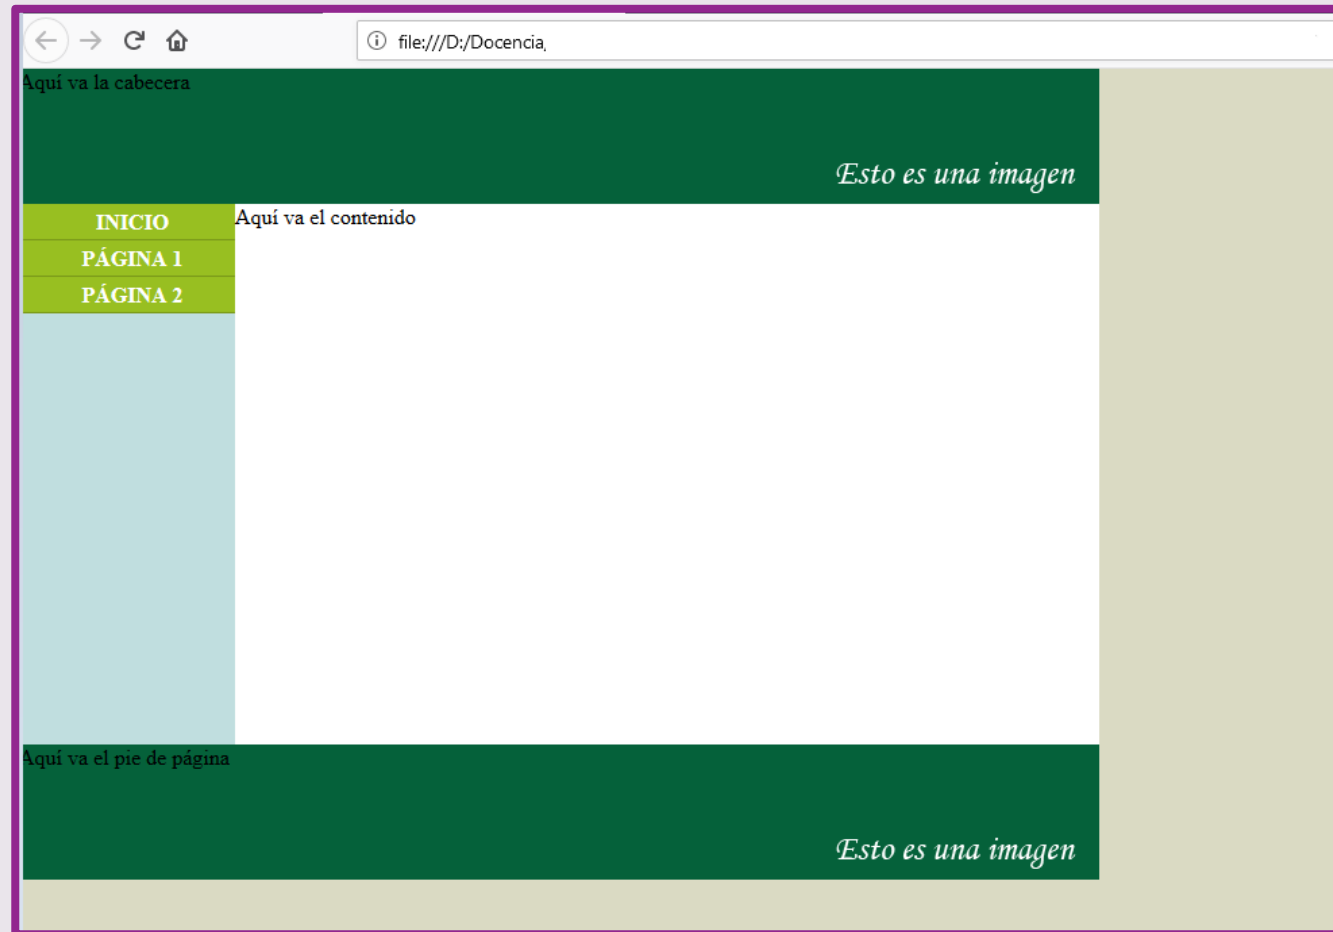 file:///D:/Docencia,
Aquí va la cabecera
Esto es una imagen
INICIO
PÁGINA 1
PÁGINA 2
Aquí va el contenido
Aquí va el pie de página
Esto es una imagen